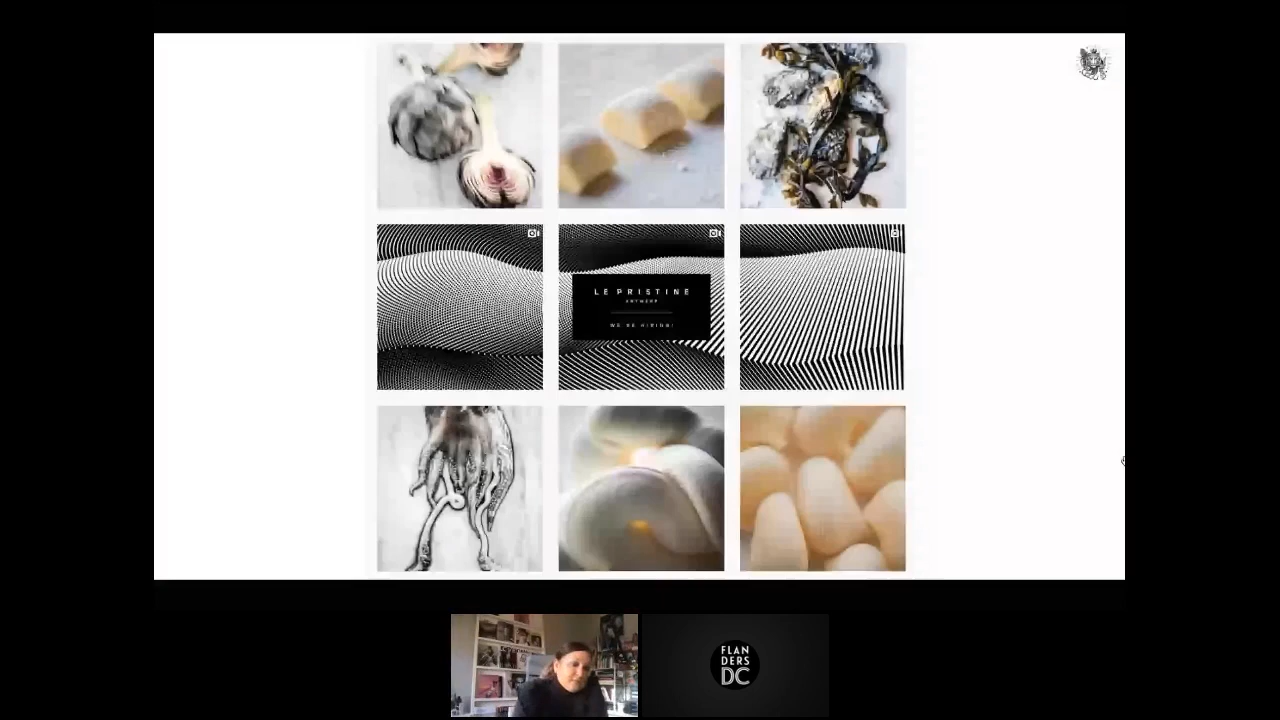 LE PRISTINE
ANTWERP
WE'RE HIRING!
FLAN
DERS
DC